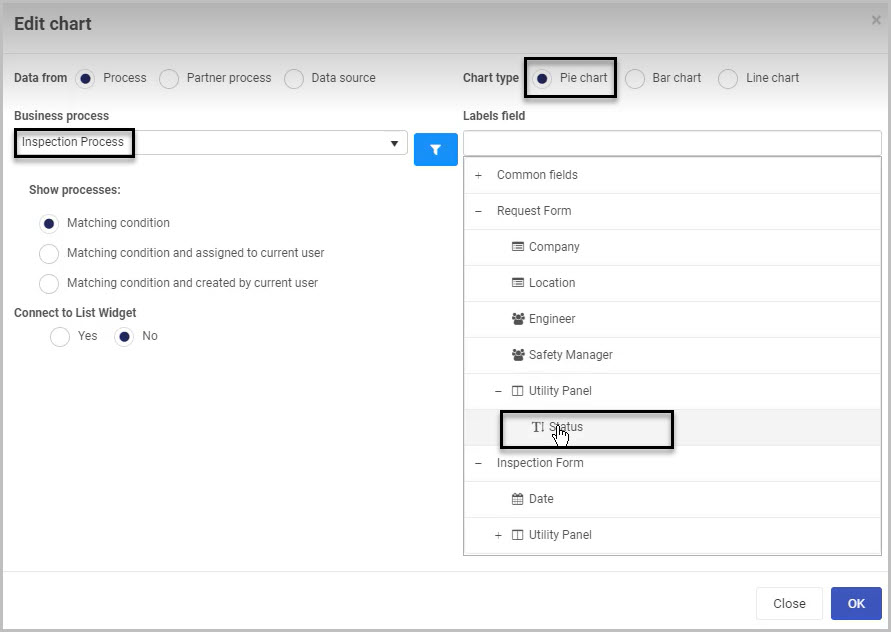 Edit chart
×
Data from Process Partner process Data source
Chart type Pie chart Bar chart Line chart
Business process
Inspection Process
Show processes:
Matching condition
Matching condition and assigned to current user
Matching condition and created by current user
Connect to List Widget
Yes No
Labels field
+ Common fields
− Request Form
Company
Location
Engineer
Safety Manager
− Utility Panel
Status
− Inspection Form
Date
+ Utility Panel
Close OK